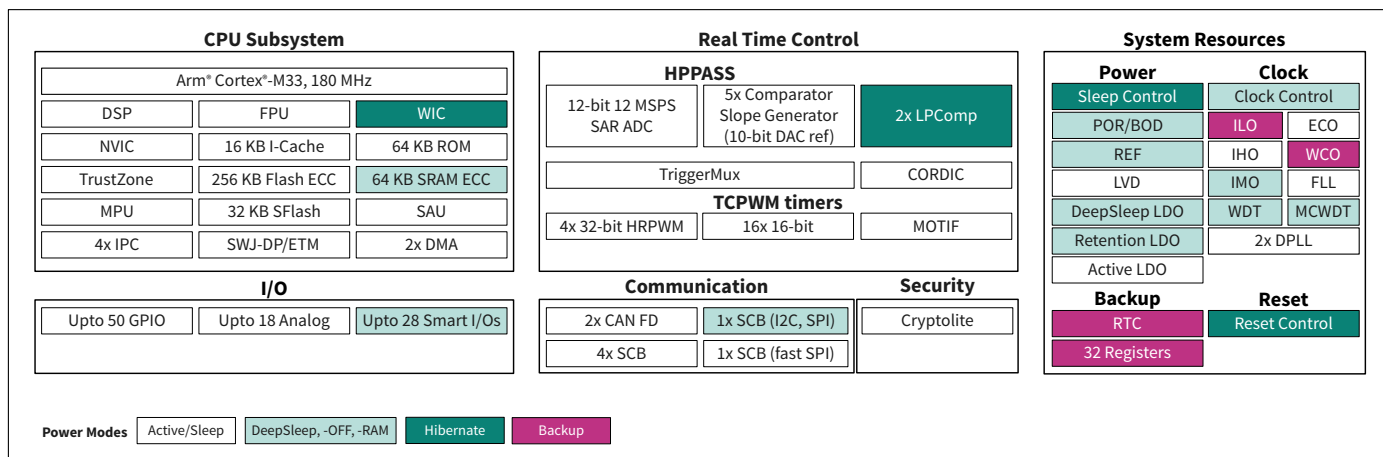 CPU Subsystem
Arm® Cortex®-M33, 180 MHz
DSP
FPU
WIC
NVIC
16 KB I-Cache
64 KB ROM
TrustZone
256 KB Flash ECC
64 KB SRAM ECC
MPU
32 KB SFlash
SAU
4x IPC
SWJ-DP/ETM
2x DMA
I/O
Upto 50 GPIO
Upto 18 Analog
Upto 28 Smart I/Os
Real Time Control
HPPASS
12-bit 12 MSPS
SAR ADC
5x Comparator
Slope Generator
(10-bit DAC ref)
2x LPComp
TriggerMux
CORDIC
TCPWM timers
4x 32-bit HRPWM
16x 16-bit
MOTIF
Communication
2x CAN FD
1x SCB (I2C, SPI)
4x SCB
1x SCB (fast SPI)
Security
Cryptolite
System Resources
Power
Sleep Control
POR/BOD
REF
LVD
DeepSleep LDO
Retention LDO
Active LDO
Clock
Clock Control
ILO
ECO
IHO
WCO
IMO
FLL
WDT
MCWDT
2x DPLL
Backup
RTC
32 Registers
Reset
Reset Control
Power Modes
Active/Sleep
DeepSleep, -OFF, -RAM
Hibernate
Backup